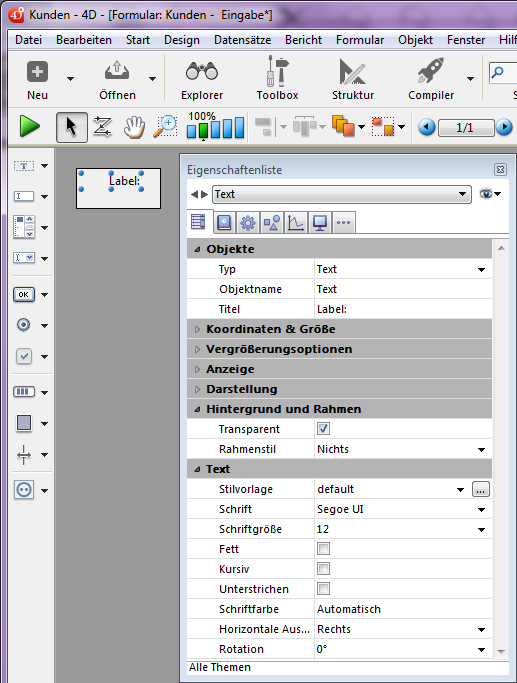 Kunden - 4D - [Formular: Kunden - Eingabe*]
Datei Bearbeiten Start Design Datensätze Bericht Formular Objekt Fenster Hilf
Neu Öffnen Explorer Toolbox Struktur Compiler S
100% 1/1
Label:
OK
Eigenschaftenliste
Text
Objekte
Typ Text
Objektname Text
Titel Label:
Koordinaten & Größe
Vergrößerungsoptionen
Anzeige
Darstellung
Hintergrund und Rahmen
Transparent
Rahmenstil Nichts
Text
Stilvorlage default ...
Schrift Segoe UI
Schriftgröße 12
Fett
Kursiv
Unterstrichen
Schriftfarbe Automatisch
Horizontale Aus... Rechts
Rotation 0°
Alle Themen